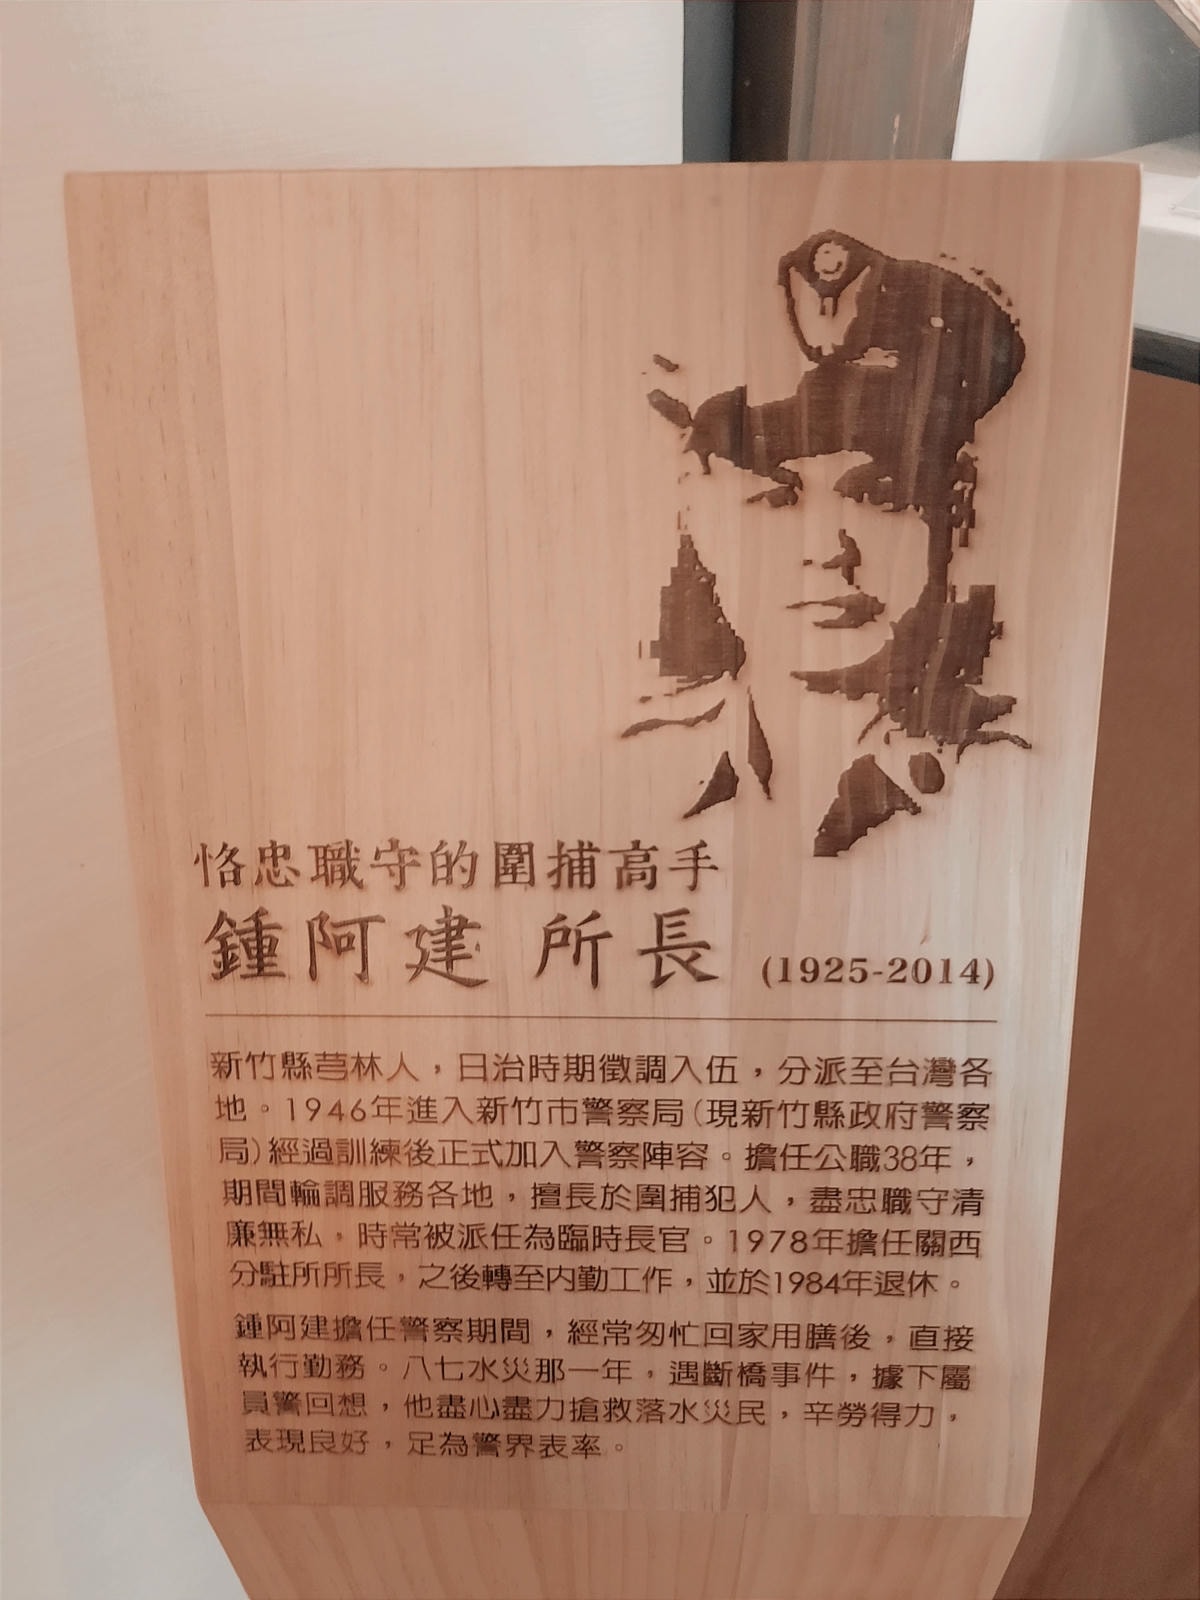 恪忠職守的圍捕高手
鍾阿建 所長 (1925-2014)
新竹縣芎林人，日治時期徵調入伍，分派至台灣各
地。1946年進入新竹市警察局(現新竹縣政府警察
局)經過訓練後正式加入警察陣容。擔任公職38年，
期間輪調服務各地，擅長於圍捕犯人，盡忠職守清
廉無私，時常被派任為臨時長官。1978年擔任關西
分駐所所長，之後轉至內勤工作，並於1984年退休。
鍾阿建擔任警察期間，經常匆忙回家用膳後，直接
執行勤務。八七水災那一年，遇斷橋事件，據下屬
員警回想，他盡心盡力搶救落水災民，辛勞得力，
表現良好，足為警界表率。